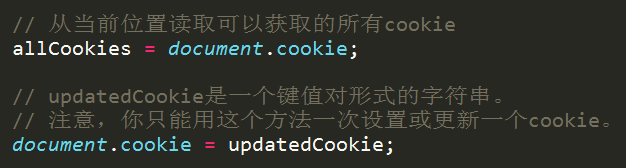 // 从当前位置读取可以获取的所有cookie
allCookies = document.cookie;
// updatedCookie是一个键值对形式的字符串。
// 注意，你只能用这个方法一次设置或更新一个cookie。
document.cookie = updatedCookie;